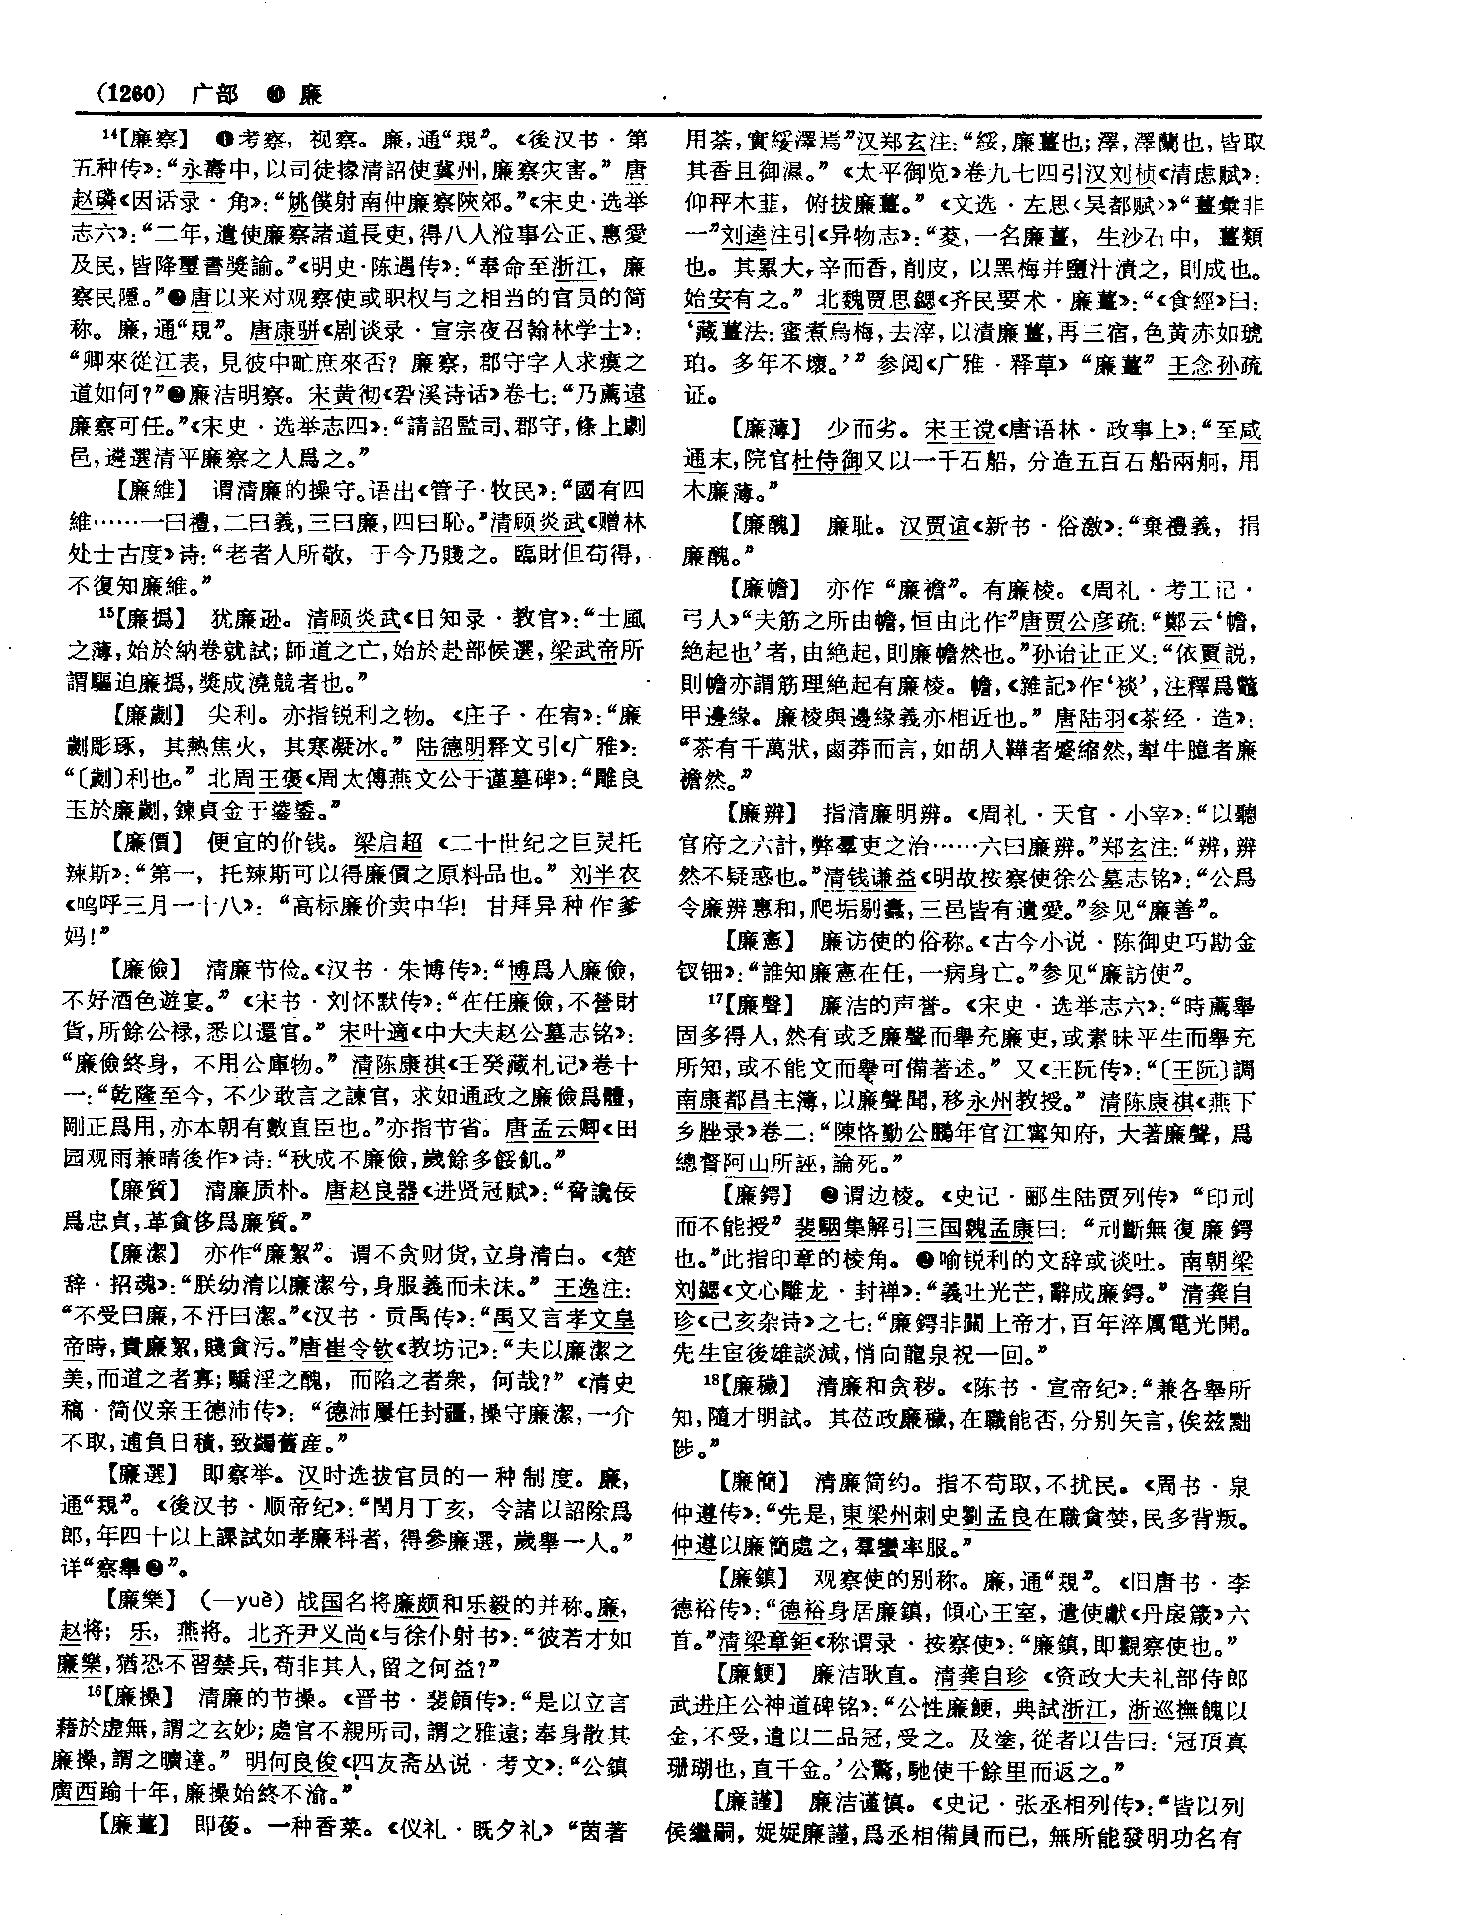 (1260) 广部 ❿ 廉
14【廉察】 ❶考察，视察。廉，通“覝”。《後汉书·第
五种传》：“永壽中，以司徒掾清詔使冀州，廉察灾害。”唐
赵璘《因话录·角》：“姚僕射南仲廉察陝郊。”《宋史·选举
志六》：“二年，遣使廉察諸道長吏，得八人涖事公正、惠愛
及民，皆降璽書獎諭。”《明史·陈遇传》：“奉命至浙江，廉
察民隱。”❷唐以来对观察使或职权与之相当的官员的简
称。廉，通“覝”。唐康骈《剧谈录·宣宗夜召翰林学士》：
“卿來從江表，見彼中甿庶來否？廉察，郡守字人求瘼之
道如何？”❸廉洁明察。宋黄彻《䂬溪诗话》卷七：“乃薦遠
廉察可任。”《宋史·选举志四》：“請詔監司、郡守，條上劇
邑，遴選清平廉察之人爲之。”
【廉維】 谓清廉的操守。语出《管子·牧民》：“國有四
維……一曰禮，二曰義，三曰廉，四曰恥。”清顾炎武《赠林
处士古度》诗：“老者人所敬，于今乃賤之。臨財但苟得，
不復知廉維。”
15【廉撝】 犹廉逊。清顾炎武《日知录·教官》：“士風
之薄，始於納卷就試；師道之亡，始於赴部候選，梁武帝所
謂驅迫廉撝，獎成澆競者也。”
【廉劌】 尖利。亦指锐利之物。《庄子·在宥》：“廉
劌彫琢，其熱焦火，其寒凝冰。”陆德明释文引《广雅》：
“〔劌〕利也。”北周王褒《周太傅燕文公于谨墓碑》：“雕良
玉於廉劌，鍊貞金于鎏鋈。”
【廉價】 便宜的价钱。梁启超《二十世纪之巨灵托
辣斯》：“第一，托辣斯可以得廉價之原料品也。”刘半农
《呜呼三月一十八》：“高标廉价卖中华！甘拜异种作爹
妈！”
【廉儉】 清廉节俭。《汉书·朱博传》：“博爲人廉儉，
不好酒色遊宴。”《宋书·刘怀默传》：“在任廉儉，不營財
貨，所餘公禄，悉以還官。”宋叶適《中大夫赵公墓志铭》：
“廉儉终身，不用公庫物。”清陈康祺《壬癸藏札记》卷十
一：“乾隆至今，不少敢言之諫官，求如通政之廉儉爲體，
剛正爲用，亦本朝有數直臣也。”亦指节省。唐孟云卿《田
园观雨兼晴後作》诗：“秋成不廉儉，歲餘多餒飢。”
【廉質】 清廉质朴。唐赵良器《进贤冠赋》：“脅讒佞
爲忠貞，革貪侈爲廉質。”
【廉潔】 亦作“廉絜”。谓不贪财货，立身清白。《楚
辞·招魂》：“朕幼清以廉潔兮，身服義而未沬。”王逸注：
“不受曰廉，不汙曰潔。”《汉书·贡禹传》：“禹又言孝文皇
帝時，貴廉絜，賤貪污。”唐崔令钦《教坊记》：“夫以廉潔之
美，而道之者寡；驕淫之醜，而陷之者衆，何哉？”《清史
稿·简仪亲王德沛传》：“德沛屢任封疆，操守廉潔，一介
不取，逋負日積，致鬻舊産。”
【廉選】 即察举。汉时选拔官员的一种制度。廉，
通“覝”。《後汉书·顺帝纪》：“閏月丁亥，令諸以詔除爲
郎，年四十以上課試如孝廉科者，得參廉選，歲舉一人。”
详“察舉❷”。
【廉樂】 （—yuè）战国名将廉颇和乐毅的并称。廉，
赵将；乐，燕将。北齐尹义尚《与徐仆射书》：“彼若才如
廉樂，猶恐不習禁兵，苟非其人，留之何益？”
16【廉操】 清廉的节操。《晋书·裴頠传》：“是以立言
藉於虚無，謂之玄妙；處官不親所司，謂之雅遠；奉身散其
廉操，謂之曠達。”明何良俊《四友斋丛说·考文》：“公鎮
廣西踰十年，廉操始終不渝。”
【廉薑】 即葰。一种香菜。《仪礼·既夕礼》“茵著
用荼，實綏澤焉”汉郑玄注：“綏，廉薑也；澤，澤蘭也，皆取
其香且御濕。”《太平御览》卷九七四引汉刘桢《清虑赋》：
仰秤木韮，俯拔廉薑。”《文选·左思〈吴都赋〉》“薑彙非
一”刘逵注引《异物志》：“葰，一名廉薑，生沙石中，薑類
也。其累大，辛而香，削皮，以黑梅并鹽汁漬之，則成也。
始安有之。”北魏贾思勰《齐民要术·廉薑》：“《食經》曰：
‘藏薑法：蜜煮烏梅，去滓，以漬廉薑，再三宿，色黄赤如琥
珀。多年不壞。’”参阅《广雅·释草》“廉薑”王念孙疏
证。
【廉薄】 少而劣。宋王谠《唐语林·政事上》：“至咸
通末，院官杜侍御又以一千石船，分造五百石船兩舸，用
木廉薄。”
【廉醜】 廉耻。汉贾谊《新书·俗激》：“棄禮義，捐
廉醜。”
【廉幨】 亦作“廉襜”。有廉棱。《周礼·考工记·
弓人》“夫筋之所由幨，恒由此作”唐贾公彦疏：“鄭云‘幨，
絶起也’者，由絶起，則廉幨然也。”孙诒让正义：“依賈説，
則幨亦謂筋理絶起有廉棱。幨，《雜記》作‘裧’，注釋爲鼈
甲邊緣。廉棱與邊緣義亦相近也。”唐陆羽《茶经·造》：
“茶有千萬狀，鹵莽而言，如胡人鞾者蹙缩然，犎牛臆者廉
襜然。”
【廉辨】 指清廉明辨。《周礼·天官·小宰》：“以聽
官府之六計，弊羣吏之治……六曰廉辨。”郑玄注：“辨，辨
然不疑惑也。”清钱谦益《明故按察使徐公墓志铭》：“公爲
令廉辨惠和，爬垢剔蠹，三邑皆有遺愛。”参见“廉善”。
【廉憲】 廉访使的俗称。《古今小说·陈御史巧勘金
钗钿》：“誰知廉憲在任，一病身亡。”参见“廉訪使”。
17【廉聲】 廉洁的声誉。《宋史·选举志六》：“時薦舉
固多得人，然有或乏廉聲而舉充廉吏，或素昧平生而舉充
所知，或不能文而舉可備著述。”又《王阮传》：“〔王阮〕調
南康都昌主簿，以廉聲聞，移永州教授。”清陈康祺《燕下
乡脞录》卷二：“陳恪勤公鵬年官江寧知府，大著廉聲，爲
總督阿山所誣，論死。”
【廉鍔】 ❶谓边棱。《史记·郦生陆贾列传》“印刓
而不能授”裴駰集解引三国魏孟康曰：“刓斷無復廉鍔
也。”此指印章的棱角。❷喻锐利的文辞或谈吐。南朝梁
刘勰《文心雕龙·封禅》：“義吐光芒，辭成廉鍔。”清龚自
珍《己亥杂诗》之七：“廉鍔非關上帝才，百年淬厲電光開。
先生宦後雄談減，悄向龍泉祝一回。”
18【廉穢】 清廉和贪秽。《陈书·宣帝纪》：“兼各舉所
知，隨才明試。其莅政廉穢，在職能否，分别矢言，俟兹黜
陟。”
【廉簡】 清廉简约。指不苟取，不扰民。《周书·泉
仲遵传》：“先是，東梁州刺史劉孟良在職貪婪，民多背叛。
仲遵以廉簡處之，羣蠻率服。”
【廉鎮】 观察使的别称。廉，通“覝”。《旧唐书·李
德裕传》：“德裕身居廉鎮，傾心王室，遣使獻《丹扆箴》六
首。”清梁章鉅《称谓录·按察使》：“廉鎮，即觀察使也。”
【廉鯁】 廉洁耿直。清龚自珍《资政大夫礼部侍郎
武进庄公神道碑铭》：“公性廉鯁，典試浙江，浙巡撫餽以
金，不受，遺以二品冠，受之。及塗，從者以告曰：‘冠頂真
珊瑚也，直千金。’公驚，馳使千餘里而返之。”
【廉謹】 廉洁谨慎。《史记·张丞相列传》：“皆以列
侯繼嗣，娖娖廉謹，爲丞相備員而已，無所能發明功名有